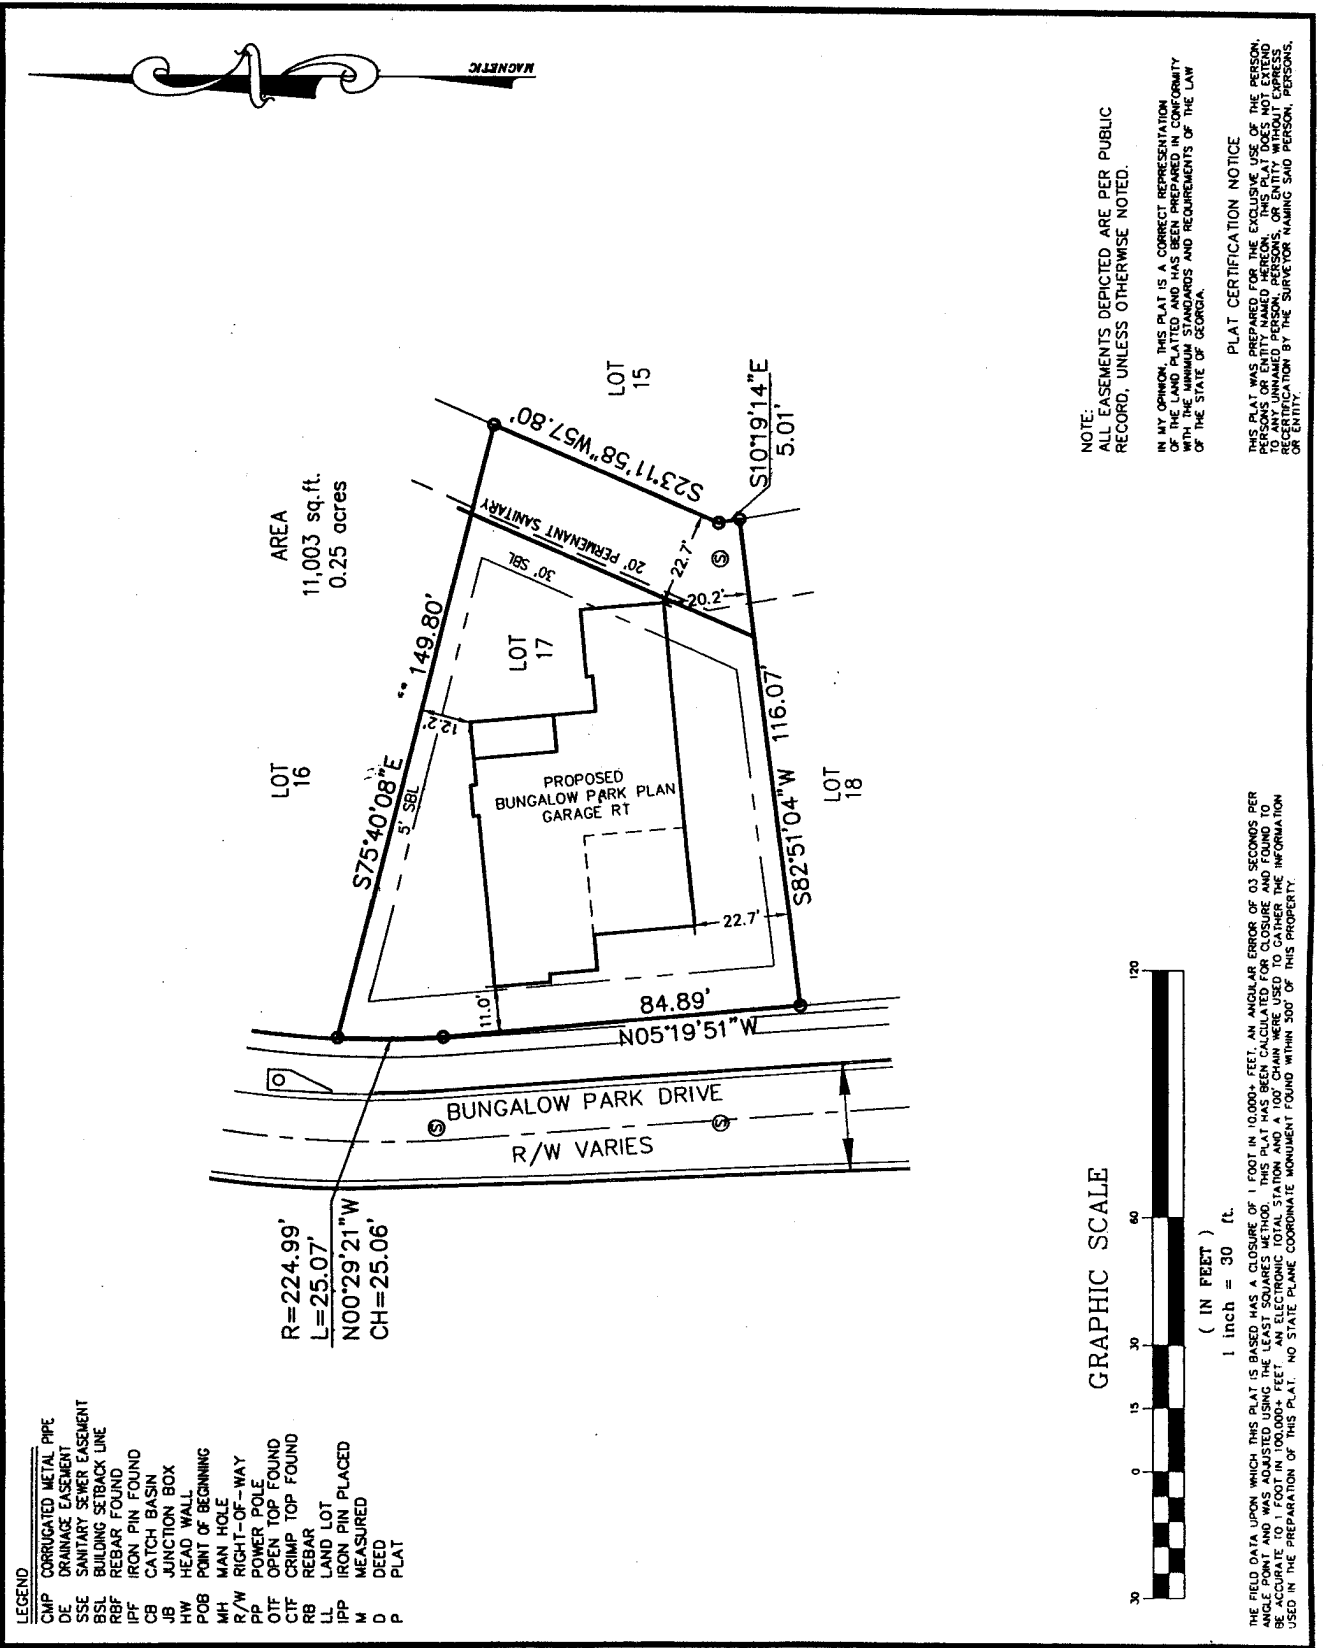 LEGEND
CMP CORRUGATED METAL PIPE
DE DRAINAGE EASEMENT
SSE SANITARY SEWER EASEMENT
BSL BUILDING SETBACK LINE
RBF REBAR FOUND
IPF IRON PIN FOUND
CB CATCH BASIN
JB JUNCTION BOX
HW HEAD WALL
POB POINT OF BEGINNING
MH MAN HOLE
R/W RIGHT-OF-WAY
PP POWER POLE
OTF OPEN TOP FOUND
CTF CRIMP TOP FOUND
RB REBAR
LL LAND LOT
IPP IRON PIN PLACED
M MEASURED
D DEED
P PLAT
MAGNETIC
AREA
11,003 sq.ft.
0.25 acres
LOT
16
S75°40'08"E
149.80'
5' SBL
12.2'
LOT
17
30' SBL
20' PERMENANT SANITARY
S23°11'58"W57.80'
LOT
15
S10°19'14"E
5.01'
22.7'
S
20.2'
PROPOSED
BUNGALOW PARK PLAN
GARAGE RT
22.7'
11.0'
S82°51'04"W 116.07'
LOT
18
84.89'
N05°19'51"W
BUNGALOW PARK DRIVE
S
S
R/W VARIES
R=224.99'
L=25.07'
N00°29'21"W
CH=25.06'
NOTE:
ALL EASEMENTS DEPICTED ARE PER PUBLIC
RECORD, UNLESS OTHERWISE NOTED.
IN MY OPINION, THIS PLAT IS A CORRECT REPRESENTATION
OF THE LAND PLATTED AND HAS BEEN PREPARED IN CONFORMITY
WITH THE MINIMUM STANDARDS AND REQUIREMENTS OF THE LAW
OF THE STATE OF GEORGIA.
PLAT CERTIFICATION NOTICE
THIS PLAT WAS PREPARED FOR THE EXCLUSIVE USE OF THE PERSON,
PERSONS OR ENTITY NAMED HEREON. THIS PLAT DOES NOT EXTEND
TO ANY UNNAMED PERSON, PERSONS, OR ENTITY WITHOUT EXPRESS
RECERTIFICATION BY THE SURVEYOR NAMING SAID PERSON, PERSONS,
OR ENTITY.
GRAPHIC SCALE
30 0 15 30 60 120
( IN FEET )
1 inch = 30 ft.
THE FIELD DATA UPON WHICH THIS PLAT IS BASED HAS A CLOSURE OF 1 FOOT IN 10,000+ FEET, AN ANGULAR ERROR OF 03 SECONDS PER
ANGLE POINT AND WAS ADJUSTED USING THE LEAST SQUARES METHOD. THIS PLAT HAS BEEN CALCULATED FOR CLOSURE AND FOUND TO
BE ACCURATE TO 1 FOOT IN 100,000+ FEET. AN ELECTRONIC TOTAL STATION AND A 100' CHAIN WERE USED TO GATHER THE INFORMATION
USED IN THE PREPARATION OF THIS PLAT. NO STATE PLANE COORDINATE MONUMENT FOUND WITHIN 500' OF THIS PROPERTY.